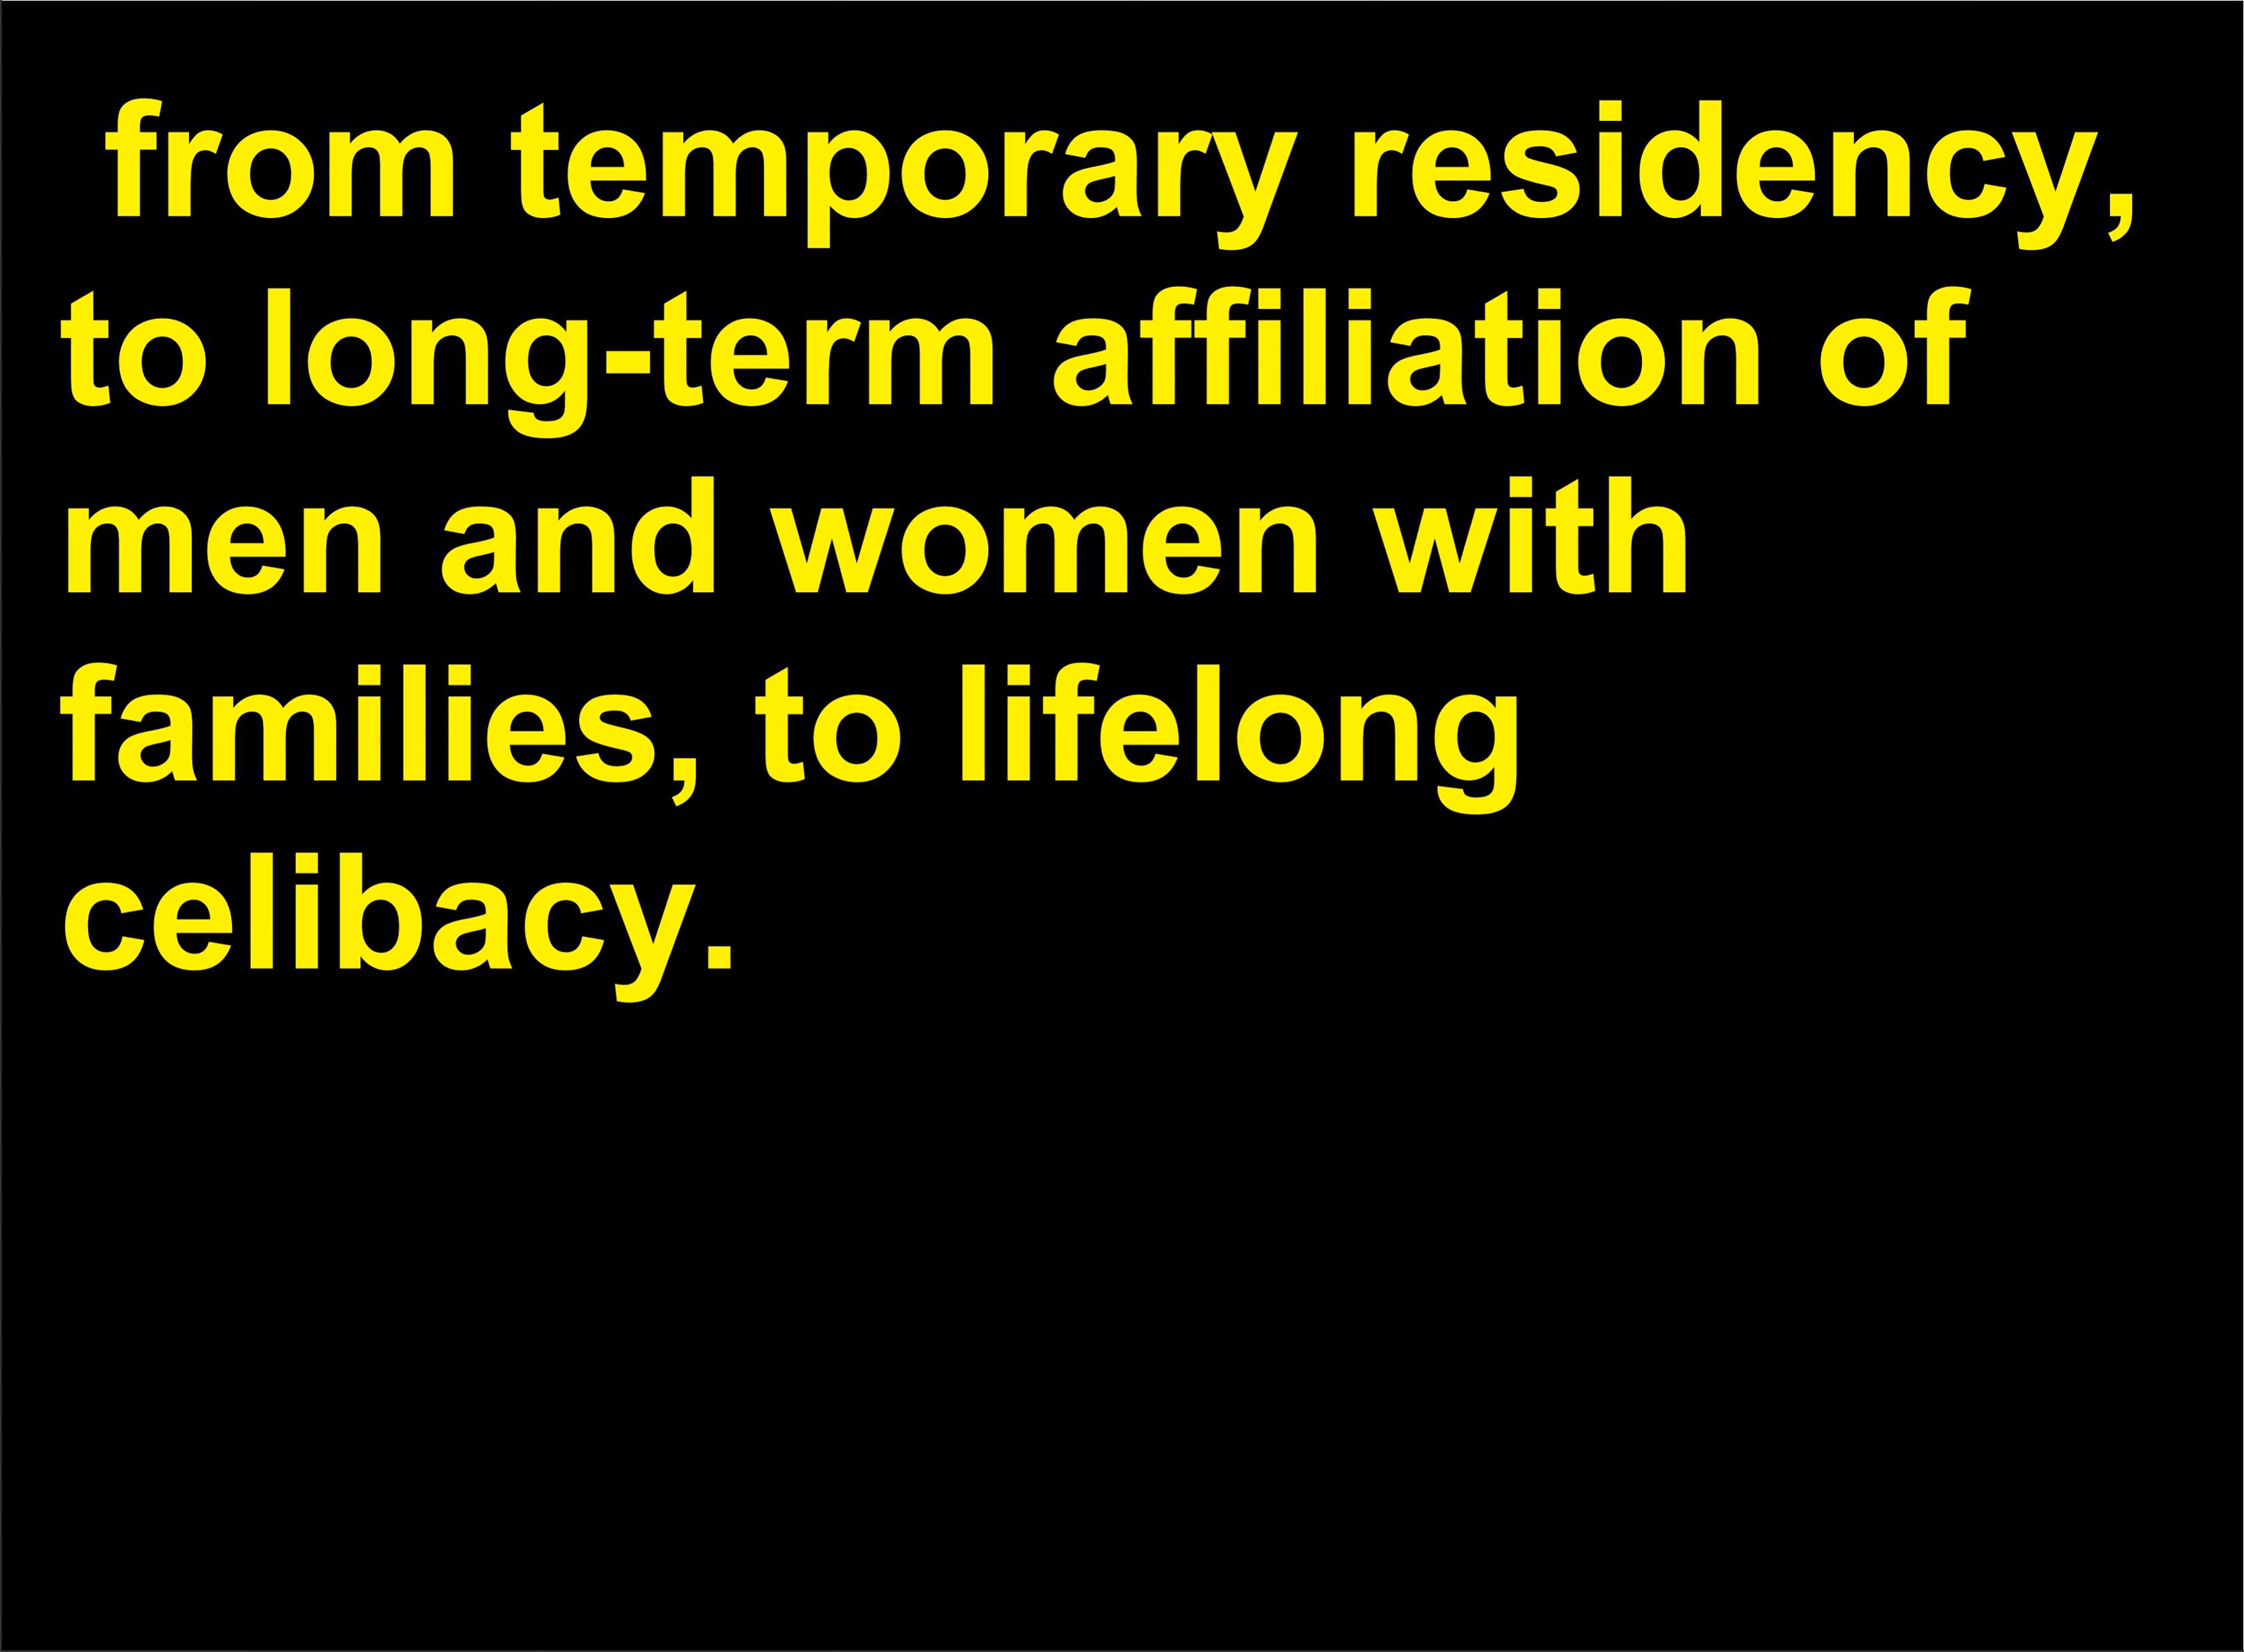 from temporary residency,
to long-term affiliation of
men and women with
families, to lifelong
celibacy.